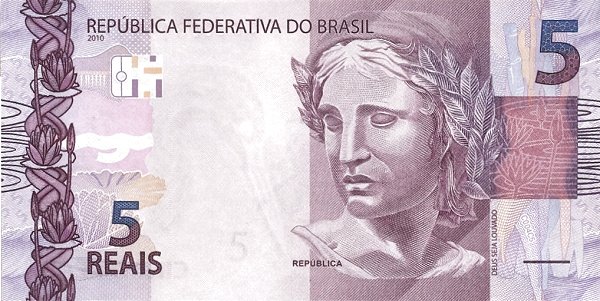 REPÚBLICA FEDERATIVA DO BRASIL
2010
5
5
REAIS
REPÚBLICA
DEUS SEJA LOUVADO